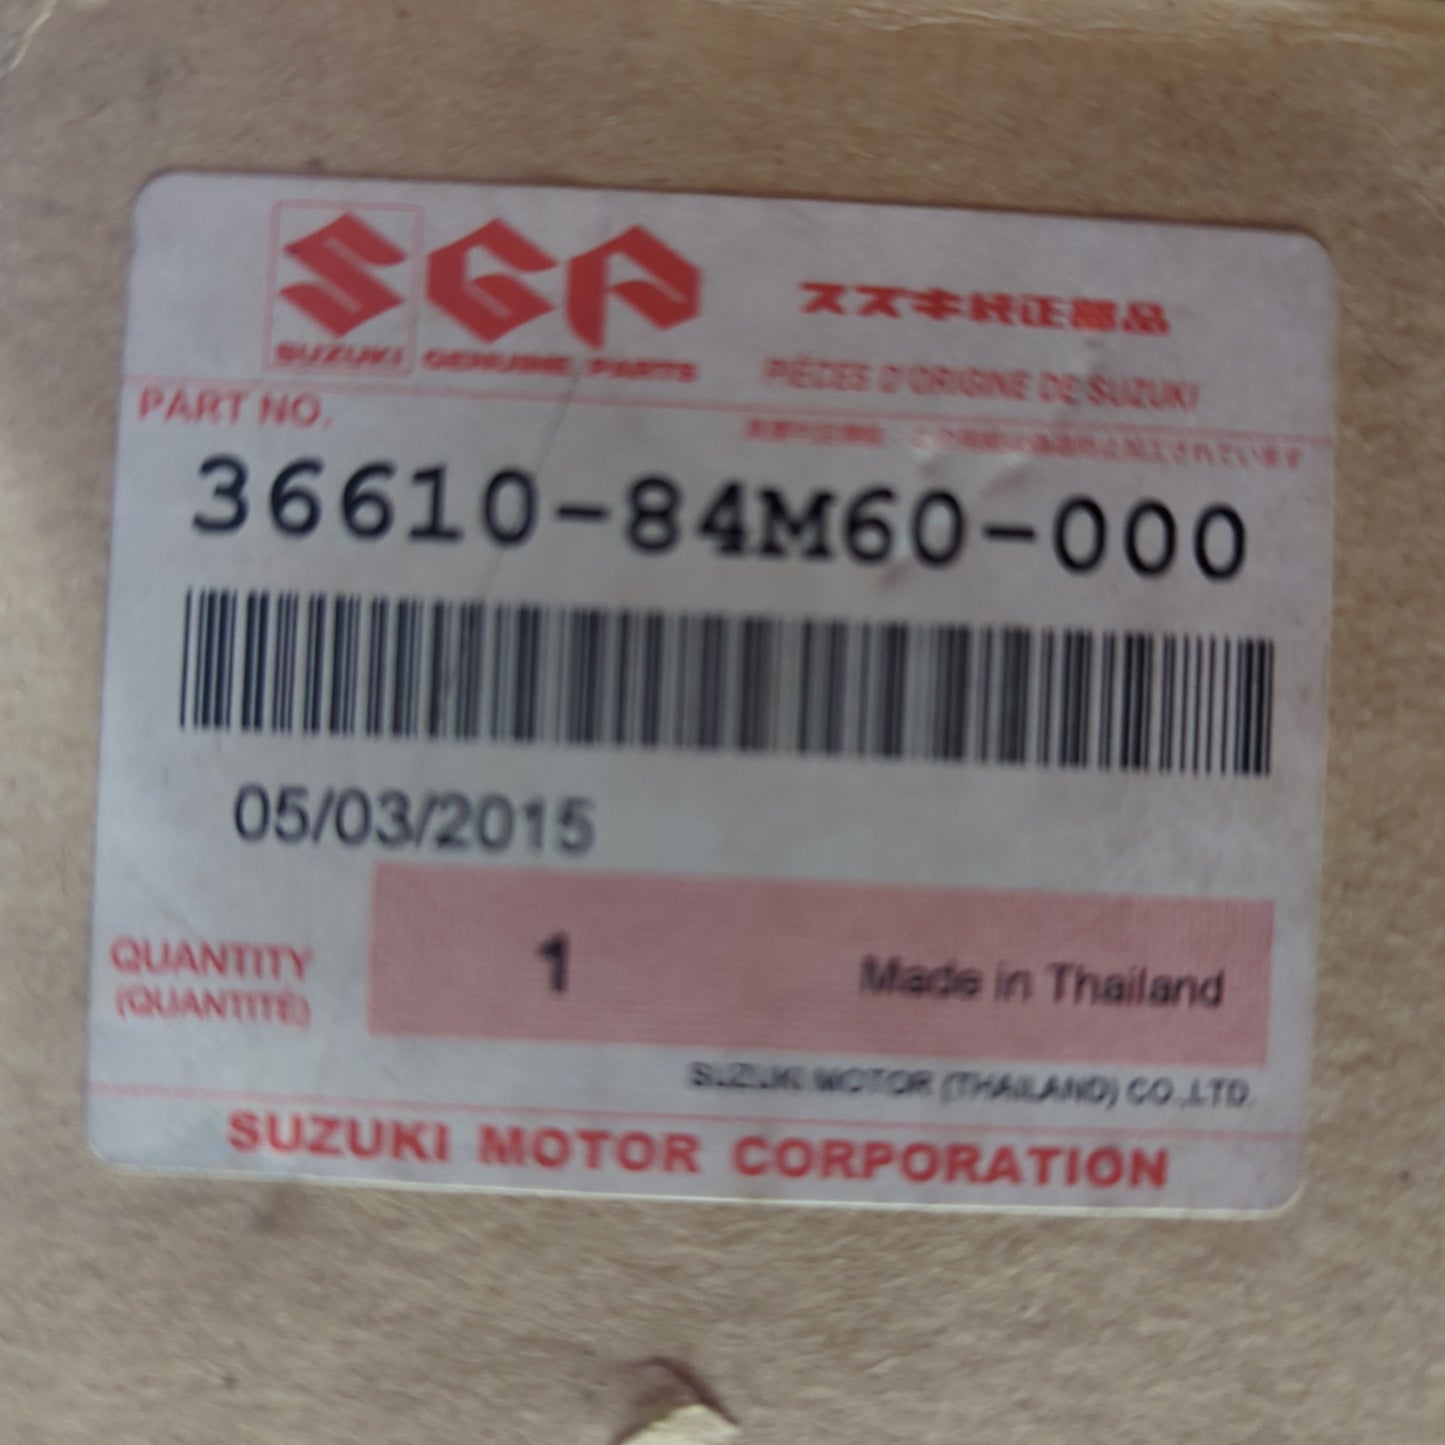 SGP
SUZUKI GENUINE PARTS
スズキ純正部品
PIÈCES D'ORIGINE DE SUZUKI
PART NO.
36610-84M60-000
05/03/2015
QUANTITY
(QUANTITÉ)
1
Made in Thailand
SUZUKI MOTOR (THAILAND) CO.,LTD.
SUZUKI MOTOR CORPORATION